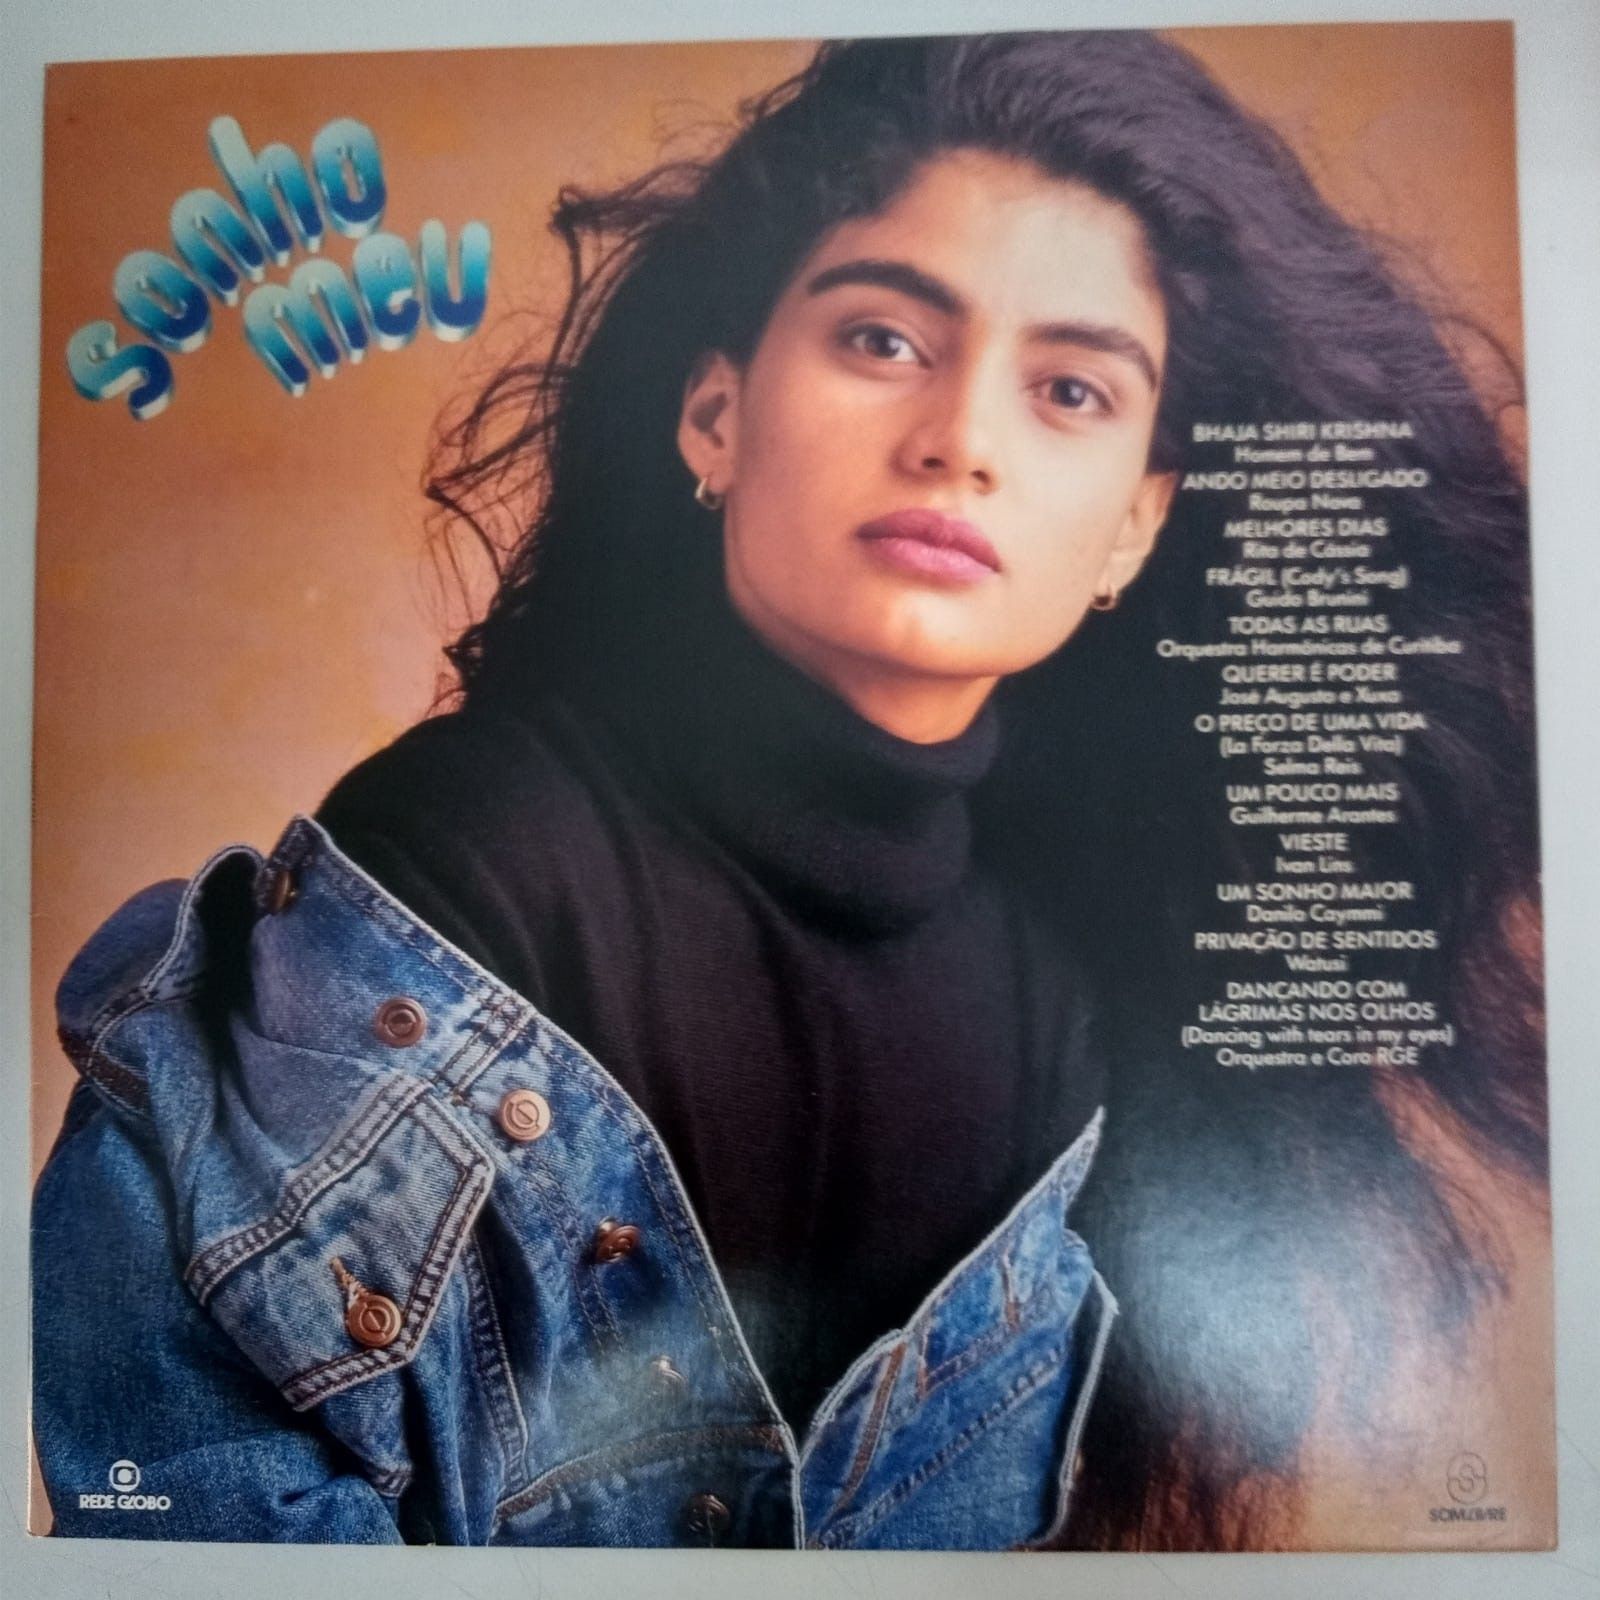 sonho
meu
BHAJA SHIRI KRISHNA
Homem de Bem
ANDO MEIO DESLIGADO
Roupa Nova
MELHORES DIAS
Rita de Cássia
FRÁGIL (Cody's Song)
Guido Brunini
TODAS AS RUAS
Orquestra Harmônicas de Curitiba
QUERER É PODER
José Augusto e Xuxa
O PREÇO DE UMA VIDA
(La Forza Della Vita)
Selma Reis
UM POUCO MAIS
Guilherme Arantes
VIESTE
Ivan Lins
UM SONHO MAIOR
Danilo Caymmi
PRIVAÇÃO DE SENTIDOS
Watusi
DANÇANDO COM
LÁGRIMAS NOS OLHOS
(Dancing with tears in my eyes)
Orquestra e Coro RGE
REDE GLOBO
SOM LIVRE